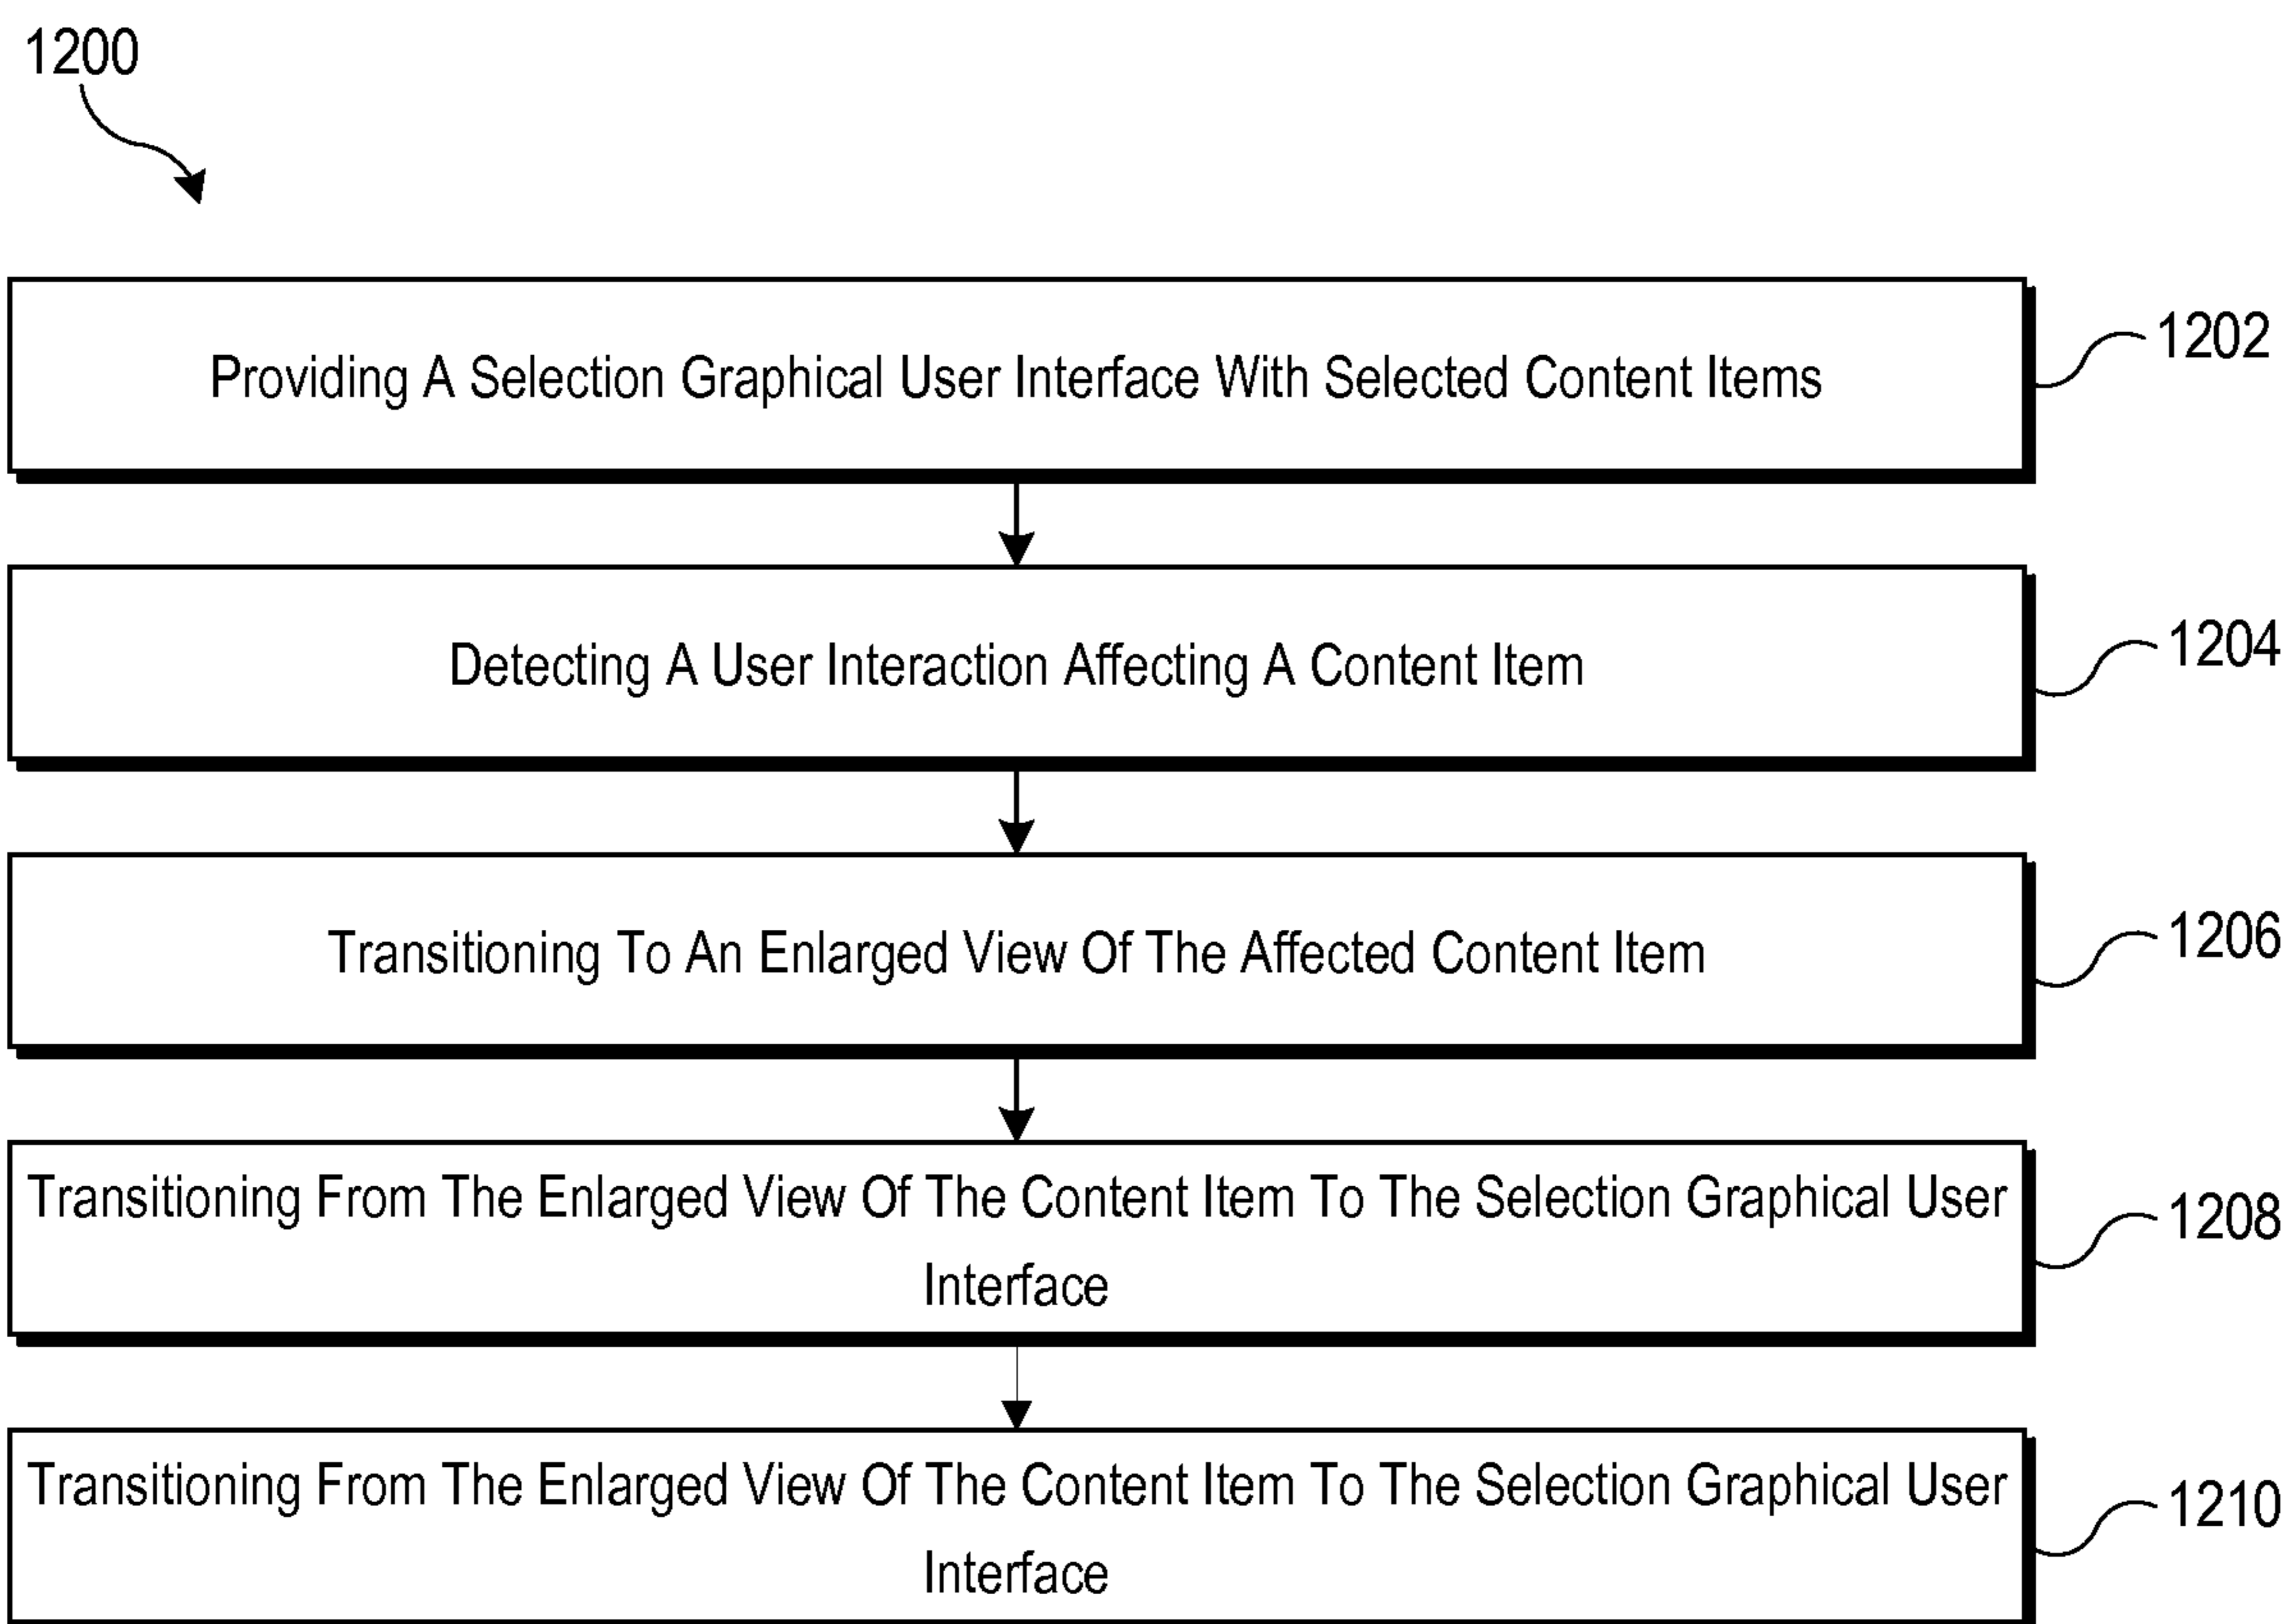 1200
Providing A Selection Graphical User Interface With Selected Content Items
1202
Detecting A User Interaction Affecting A Content Item
1204
Transitioning To An Enlarged View Of The Affected Content Item
1206
Transitioning From The Enlarged View Of The Content Item To The Selection Graphical User
Interface
1208
Transitioning From The Enlarged View Of The Content Item To The Selection Graphical User
Interface
1210